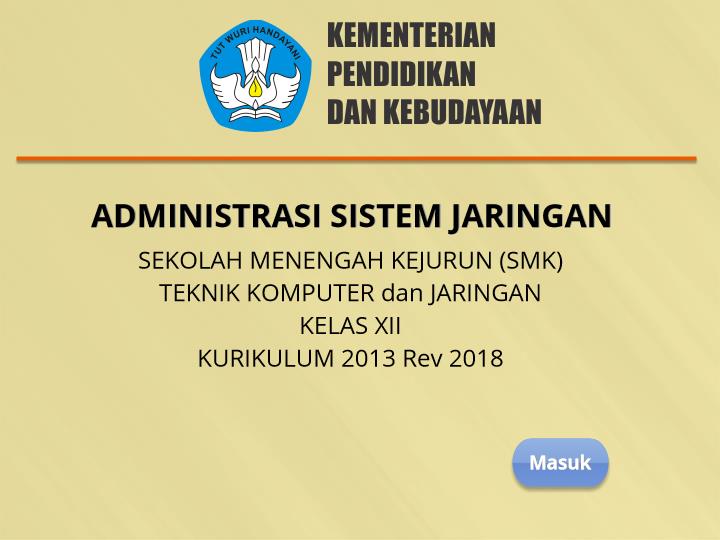 TUT WURI HANDAYANI
KEMENTERIAN
PENDIDIKAN
DAN KEBUDAYAAN
ADMINISTRASI SISTEM JARINGAN
SEKOLAH MENENGAH KEJURUN (SMK)
TEKNIK KOMPUTER dan JARINGAN
KELAS XII
KURIKULUM 2013 Rev 2018
Masuk